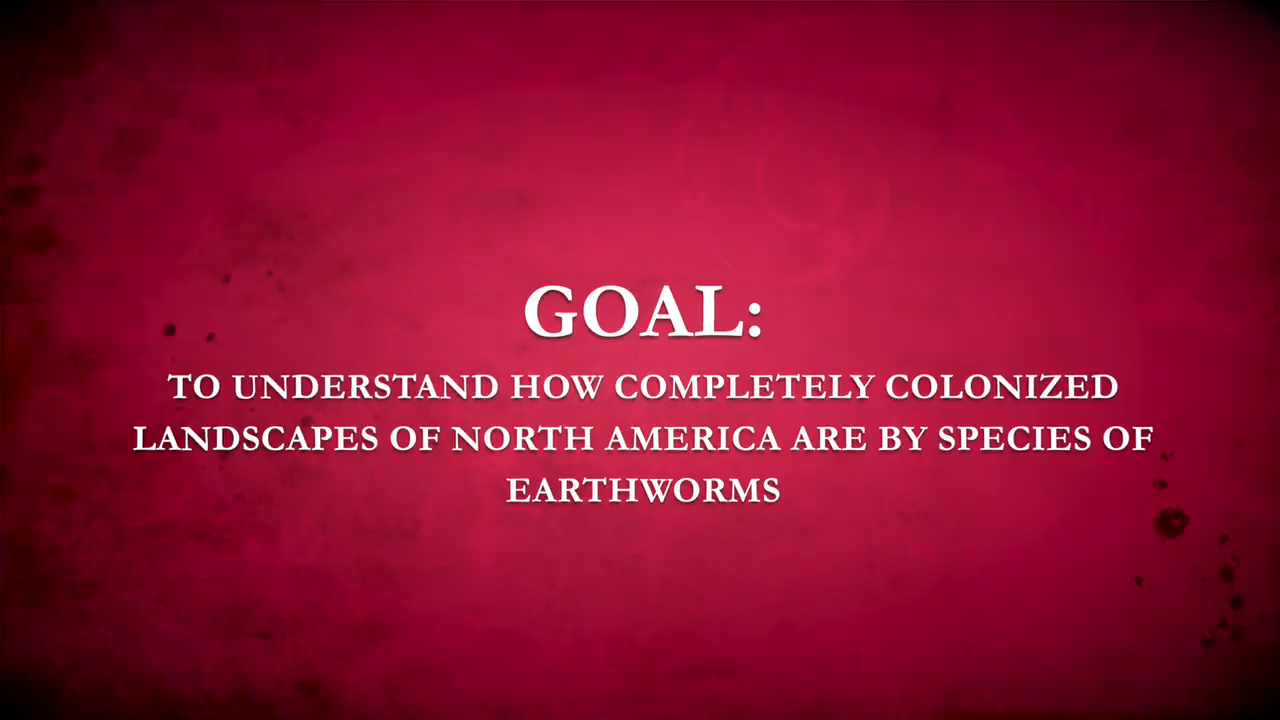 GOAL:
TO UNDERSTAND HOW COMPLETELY COLONIZED
LANDSCAPES OF NORTH AMERICA ARE BY SPECIES OF
EARTHWORMS